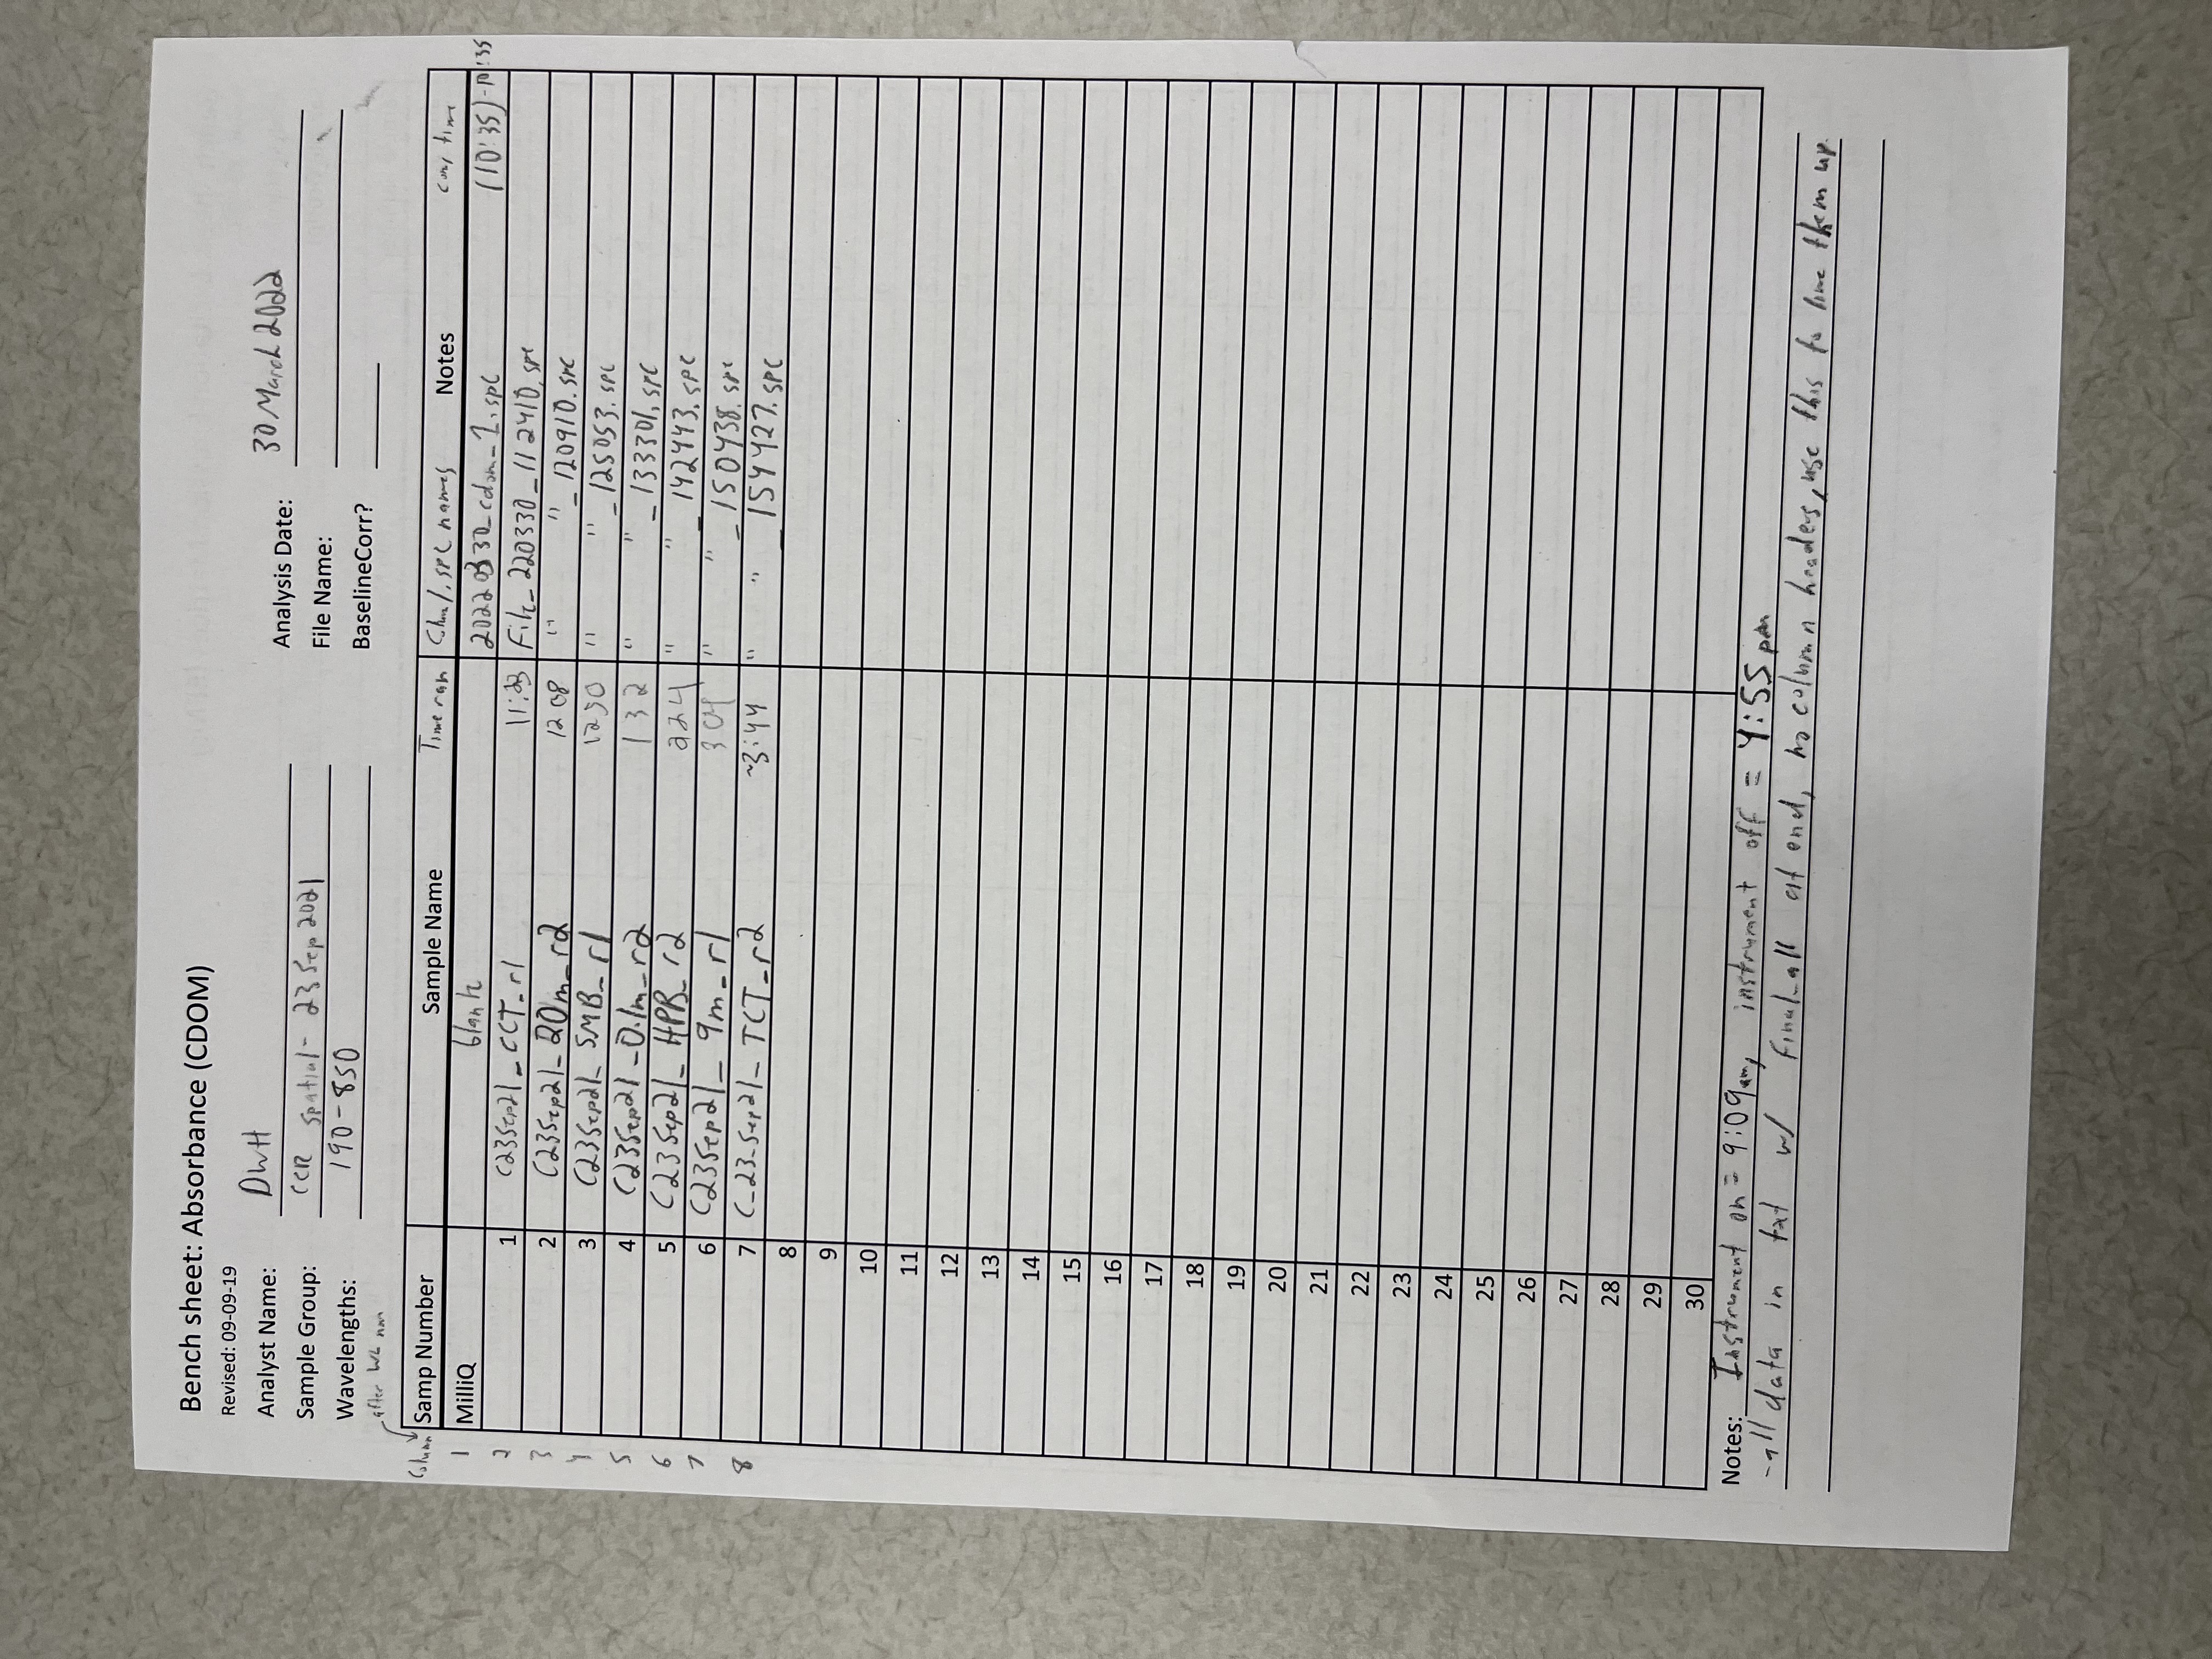 Bench sheet: Absorbance (CDOM)
Revised: 09-09-19
Analyst Name: DWH
Analysis Date: 30 March 2022
Sample Group: CCR spatial - 23 Sep 2021
File Name:
Wavelengths: 190-850
BaselineCorr?
after WL
Column Samp Number Sample Name Time ran .spc names Notes time
1 MilliQ blank 20220330_cdom_1.spc (10:35)-10:35
2 1 C23Sep21_CCT_r1 11:23 File_220330_112410.spc
3 2 C23Sep21_20m_r2 12 08 " " _120910.spc
4 3 C23Sep21_SMB_r1 1250 " " _125053.spc
5 4 C23Sep21_0.1m_r2 1 32 " " _133301.spc
6 5 C23Sep21_HPB_r2 224 " " _142443.spc
7 6 C23Sep21_9m_r1 3 04 " " _150438.spc
8 7 C_23_Sep21_TCT_r2 ~3:44 " " _154427.spc
8
9
10
11
12
13
14
15
16
17
18
19
20
21
22
23
24
25
26
27
28
29
30
Notes: Instrument on = 9:09am, instrument off = 4:55 pm
-all data in txt w/ final_all at end, no column headers, use this to line them up.